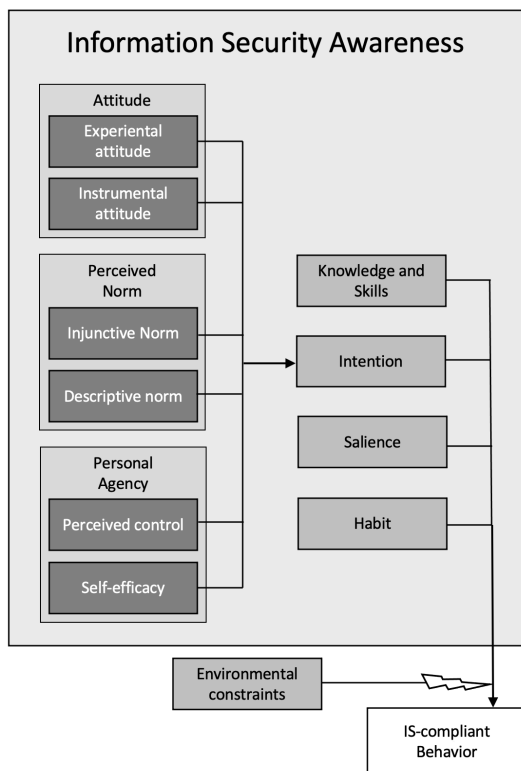 Information Security Awareness
Attitude
Experiental
attitude
Instrumental
attitude
Perceived
Norm
Injunctive Norm
Descriptive norm
Personal
Agency
Perceived control
Self-efficacy
Knowledge and
Skills
Intention
Salience
Habit
Environmental
constraints
IS-compliant
Behavior